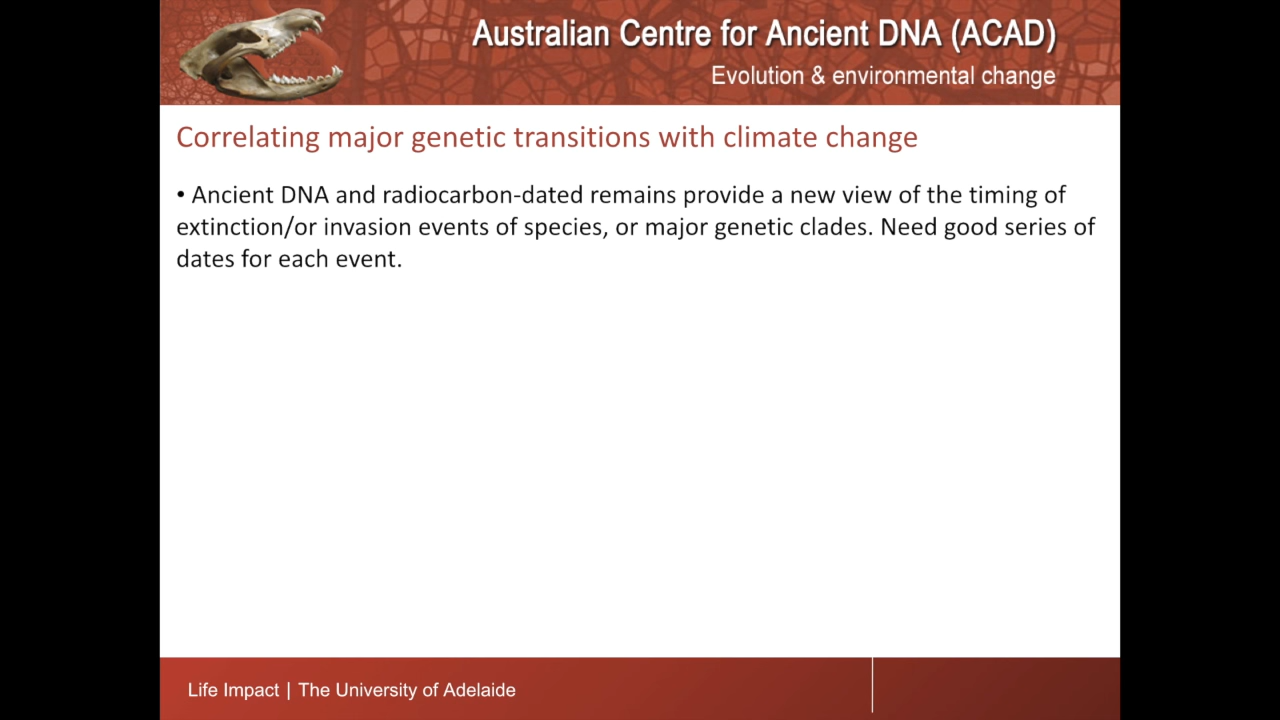 Australian Centre for Ancient DNA (ACAD)
Evolution & environmental change
Correlating major genetic transitions with climate change
• Ancient DNA and radiocarbon-dated remains provide a new view of the timing of
extinction/or invasion events of species, or major genetic clades. Need good series of
dates for each event.
Life Impact | The University of Adelaide